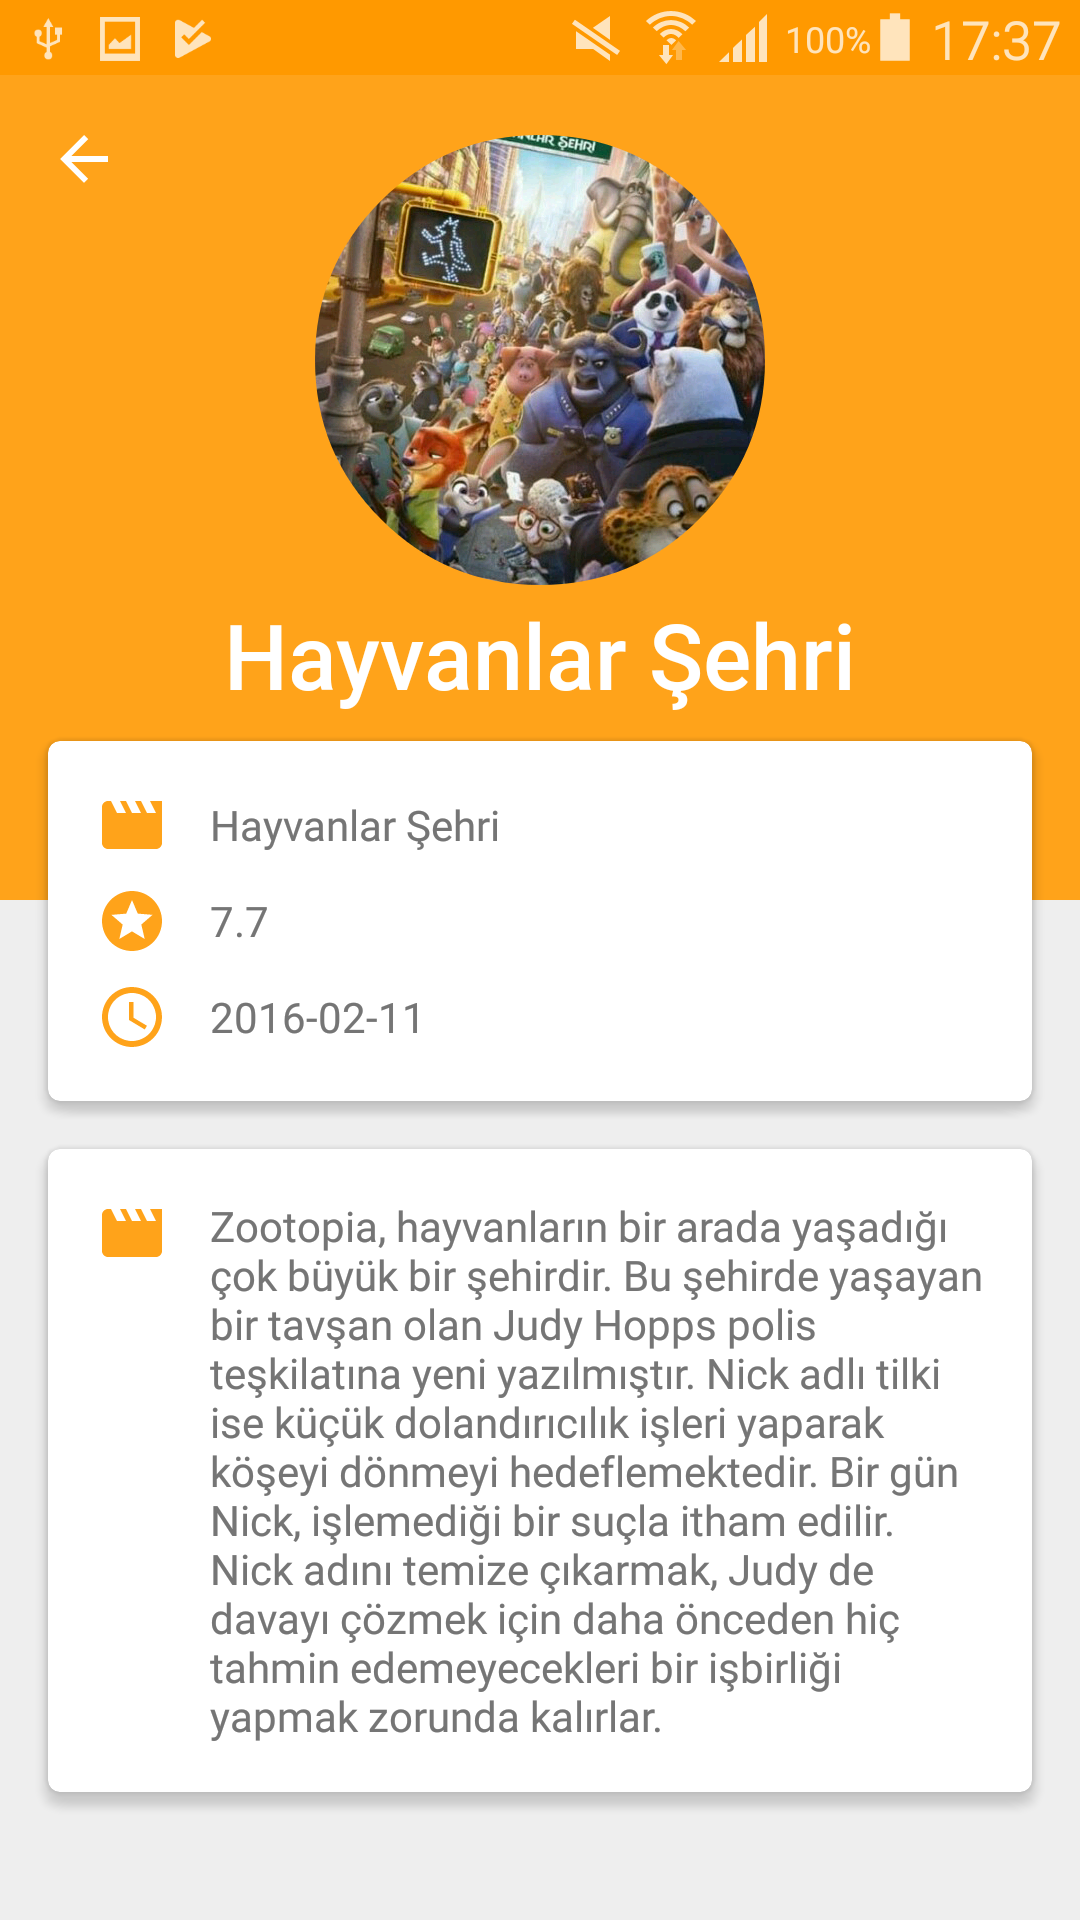 100% 17:37
ANLAR ŞEHRİ
Hayvanlar Şehri
Hayvanlar Şehri
7.7
2016-02-11
Zootopia, hayvanların bir arada yaşadığı
çok büyük bir şehirdir. Bu şehirde yaşayan
bir tavşan olan Judy Hopps polis
teşkilatına yeni yazılmıştır. Nick adlı tilki
ise küçük dolandırıcılık işleri yaparak
köşeyi dönmeyi hedeflemektedir. Bir gün
Nick, işlemediği bir suçla itham edilir.
Nick adını temize çıkarmak, Judy de
davayı çözmek için daha önceden hiç
tahmin edemeyecekleri bir işbirliği
yapmak zorunda kalırlar.